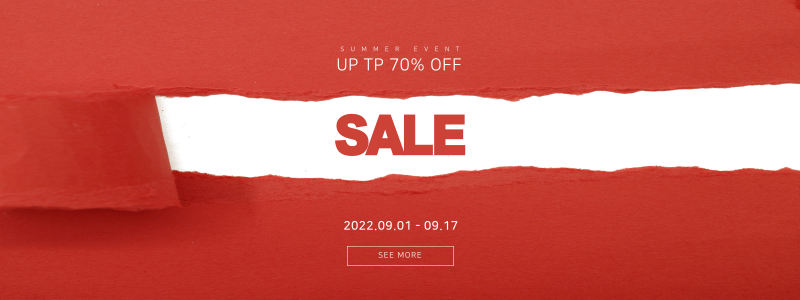 SUMMER EVENT
UP TP 70% OFF
SALE
2022.09.01 - 09.17
SEE MORE